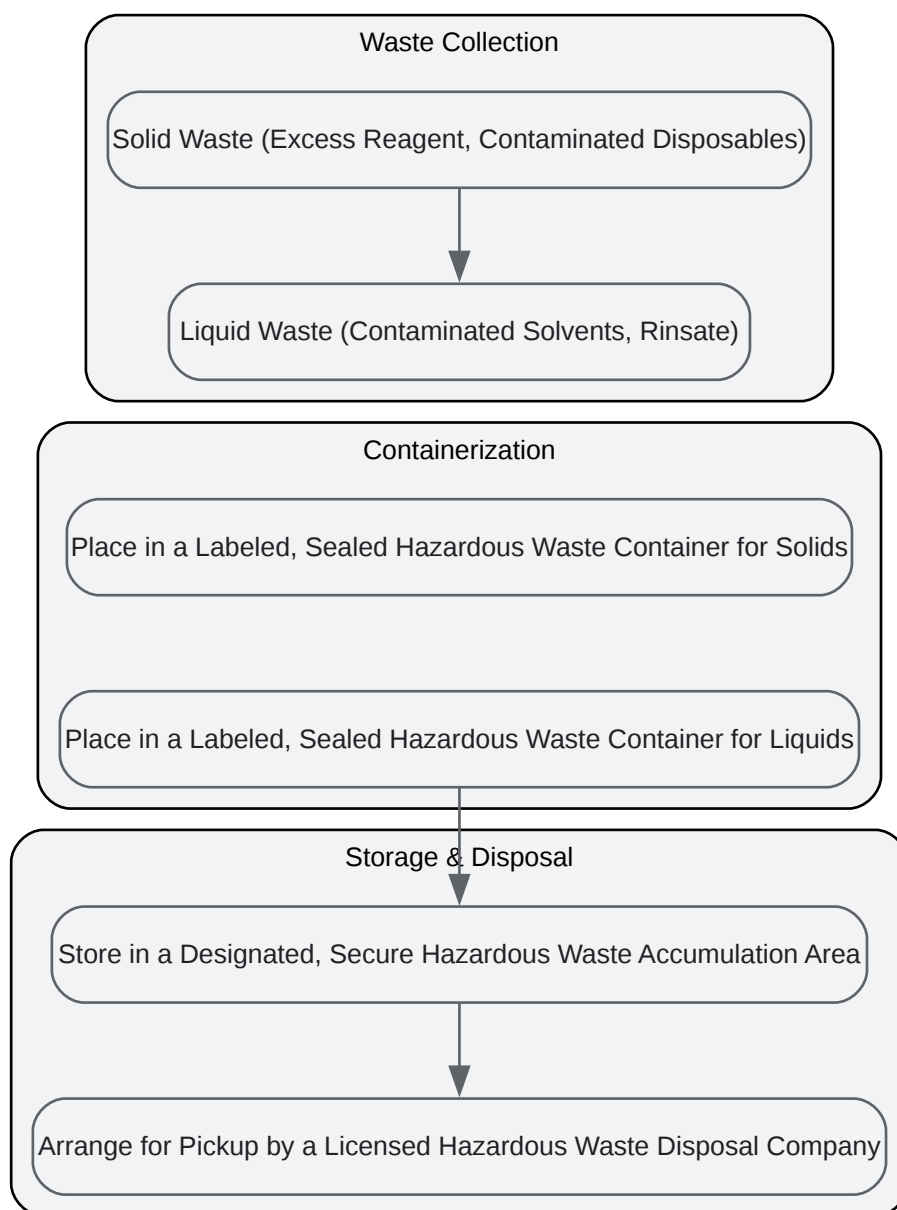 Waste Collection
Solid Waste (Excess Reagent, Contaminated Disposables)
Liquid Waste (Contaminated Solvents, Rinsate)
Containerization
Place in a Labeled, Sealed Hazardous Waste Container for Solids
Place in a Labeled, Sealed Hazardous Waste Container for Liquids
Storage & Disposal
Store in a Designated, Secure Hazardous Waste Accumulation Area
Arrange for Pickup by a Licensed Hazardous Waste Disposal Company